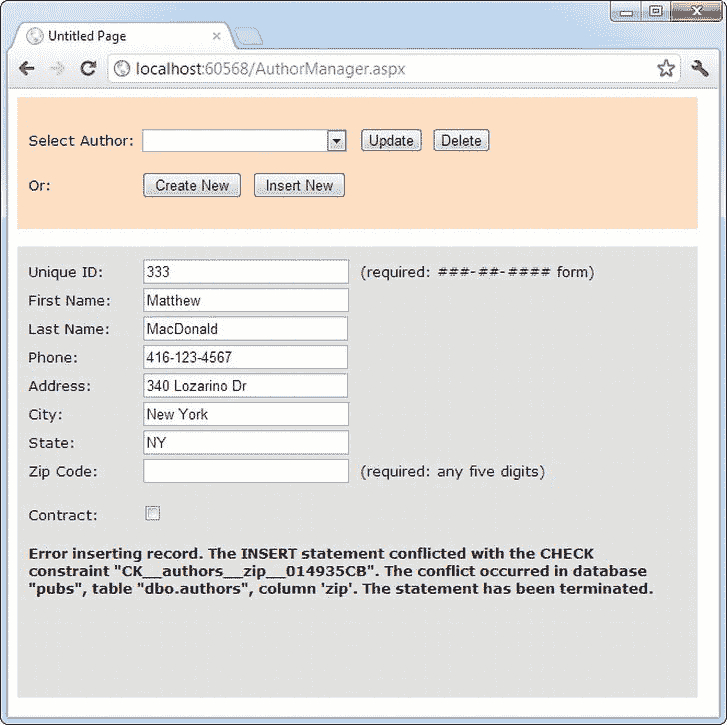 Untitled Page
localhost:60568/AuthorManager.aspx
Select Author: Update Delete
Or: Create New Insert New
Unique ID: 333 (required: ###-##-#### form)
First Name: Matthew
Last Name: MacDonald
Phone: 416-123-4567
Address: 340 Lozarino Dr
City: New York
State: NY
Zip Code: (required: any five digits)
Contract:
Error inserting record. The INSERT statement conflicted with the CHECK
constraint "CK__authors__zip__014935CB". The conflict occurred in database
"pubs", table "dbo.authors", column 'zip'. The statement has been terminated.